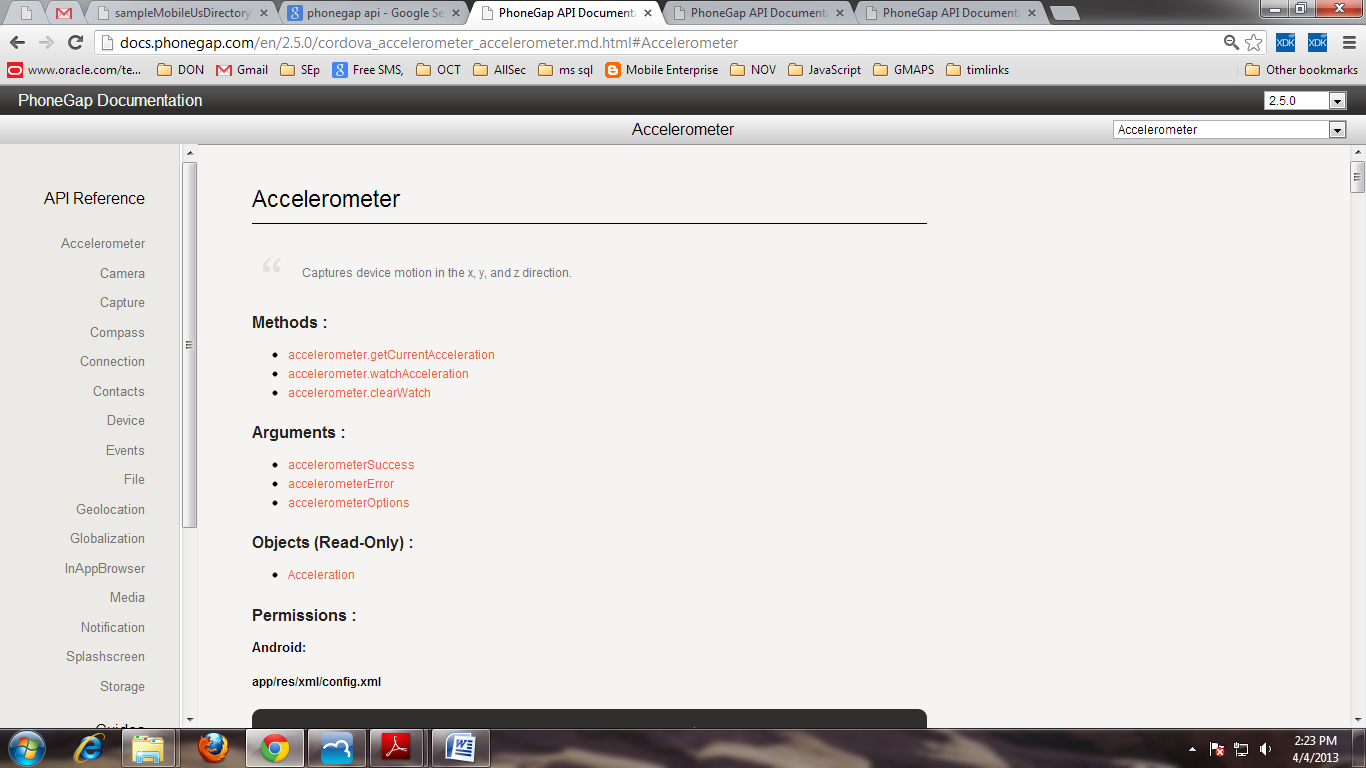 sampleMobileUsDirectory
phonegap api - Google Se
PhoneGap API Documenta
PhoneGap API Documenta
PhoneGap API Documenta
docs.phonegap.com/en/2.5.0/cordova_accelerometer_accelerometer.md.html#Accelerometer
XDK XDK
www.oracle.com/te... DON Gmail SEp Free SMS, OCT AllSec ms sql Mobile Enterprise NOV JavaScript GMAPS timlinks Other bookmarks
PhoneGap Documentation 2.5.0
Accelerometer Accelerometer
API Reference
Accelerometer
Camera
Capture
Compass
Connection
Contacts
Device
Events
File
Geolocation
Globalization
InAppBrowser
Media
Notification
Splashscreen
Storage
Guides
Accelerometer
“ Captures device motion in the x, y, and z direction.
Methods :
• accelerometer.getCurrentAcceleration
• accelerometer.watchAcceleration
• accelerometer.clearWatch
Arguments :
• accelerometerSuccess
• accelerometerError
• accelerometerOptions
Objects (Read-Only) :
• Acceleration
Permissions :
Android:
app/res/xml/config.xml
2:23 PM
4/4/2013